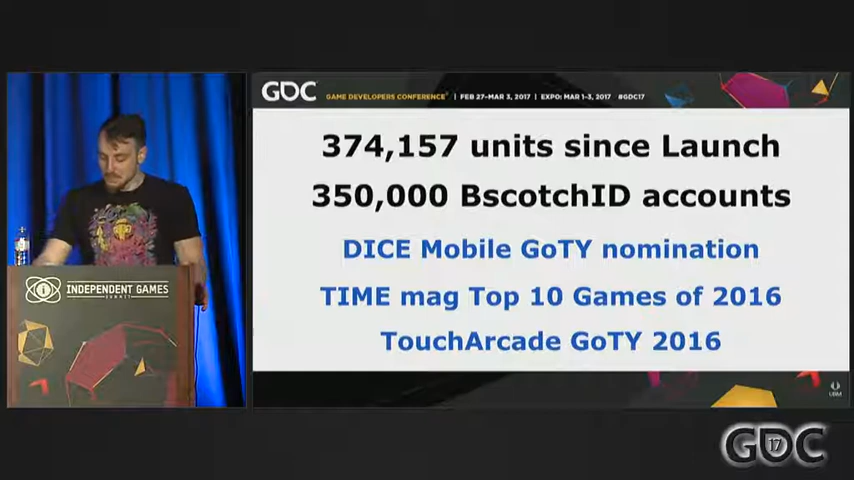 GDC
GAME DEVELOPERS CONFERENCE® | FEB 27-MAR 3, 2017 | EXPO: MAR 1-3, 2017 #GDC17
374,157 units since Launch
350,000 BscotchID accounts
DICE Mobile GoTY nomination
TIME mag Top 10 Games of 2016
TouchArcade GoTY 2016
i INDEPENDENT GAMES
SUMMIT
UBM
GDC
17